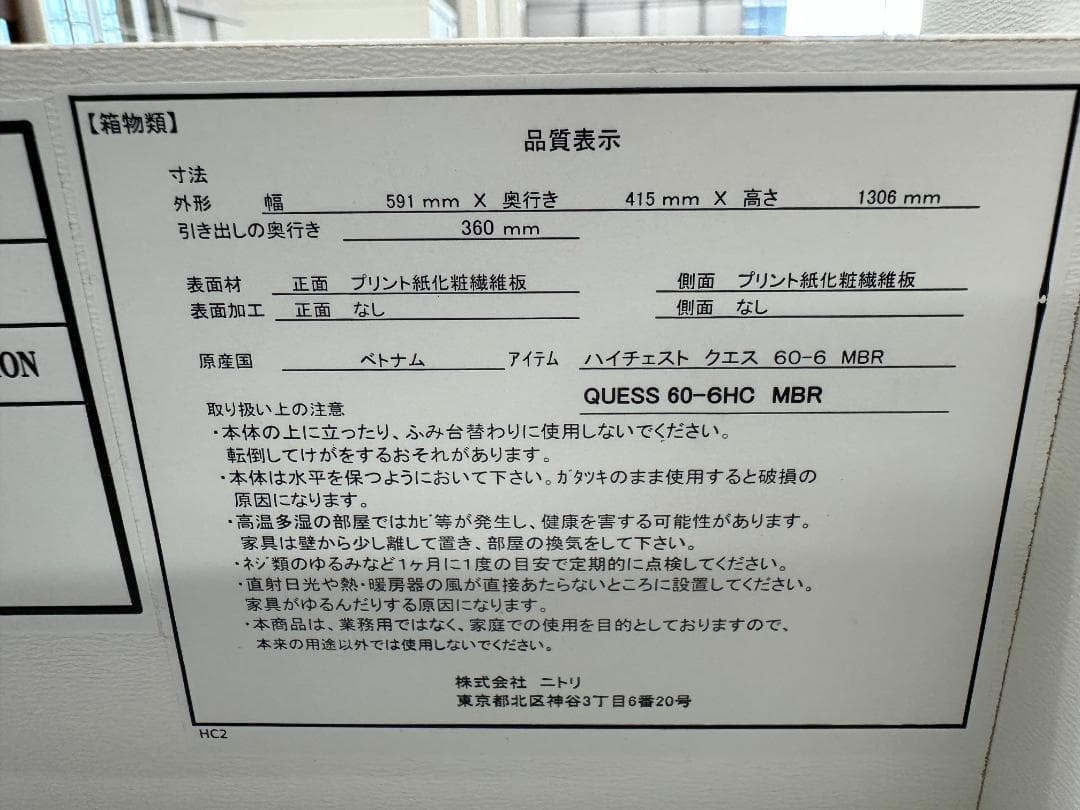 【箱物類】
品質表示
寸法
外形 幅 591 mm X 奥行き 415 mm X 高さ 1306 mm
引き出しの奥行き 360 mm
表面材 正面 プリント紙化粧繊維板 側面 プリント紙化粧繊維板
表面加工 正面 なし 側面 なし
原産国 ベトナム アイテム ハイチェスト クエス 60-6 MBR
QUESS 60-6HC MBR
取り扱い上の注意
・本体の上に立ったり、ふみ台替わりに使用しないでください。
転倒してけがをするおそれがあります。
・本体は水平を保つようにおいて下さい。ｶﾞﾀﾂｷのまま使用すると破損の
原因になります。
・高温多湿の部屋ではｶﾋﾞ等が発生し、健康を害する可能性があります。
家具は壁から少し離して置き、部屋の換気をして下さい。
・ﾈｼﾞ類のゆるみなど1ヶ月に1度の目安で定期的に点検してください。
・直射日光や熱・暖房器の風が直接あたらないところに設置してください。
家具がゆるんだりする原因になります。
・本商品は、業務用ではなく、家庭での使用を目的としておりますので、
本来の用途以外では使用しないでください。
株式会社 ニトリ
東京都北区神谷3丁目6番20号
HC2
ON